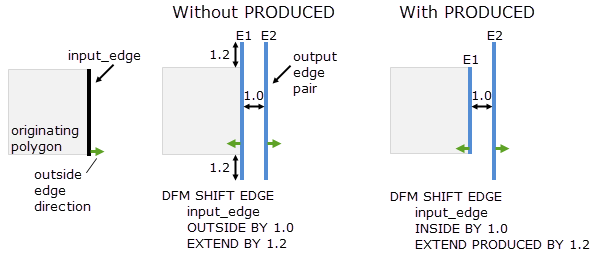 Without PRODUCED
With PRODUCED
input_edge
originating
polygon
outside
edge
direction
E1 E2
1.2
1.0
1.2
output
edge
pair
DFM SHIFT EDGE
input_edge
OUTSIDE BY 1.0
EXTEND BY 1.2
E2
E1
1.0
DFM SHIFT EDGE
input_edge
INSIDE BY 1.0
EXTEND PRODUCED BY 1.2